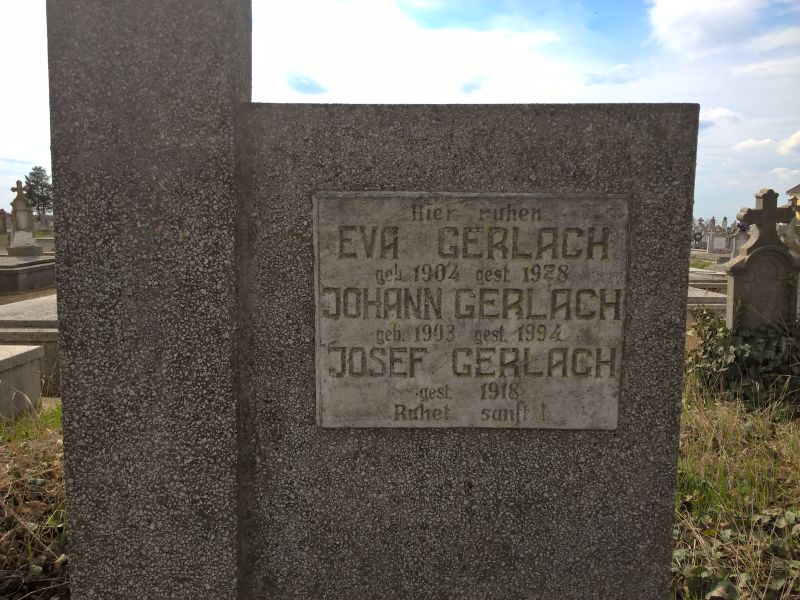 Hier ruhen
EVA GERLACH
geb. 1904 gest. 1928
JOHANN GERLACH
geb. 1903 gest. 1994
JOSEF GERLACH
gest. 1918
Ruhet sanft !